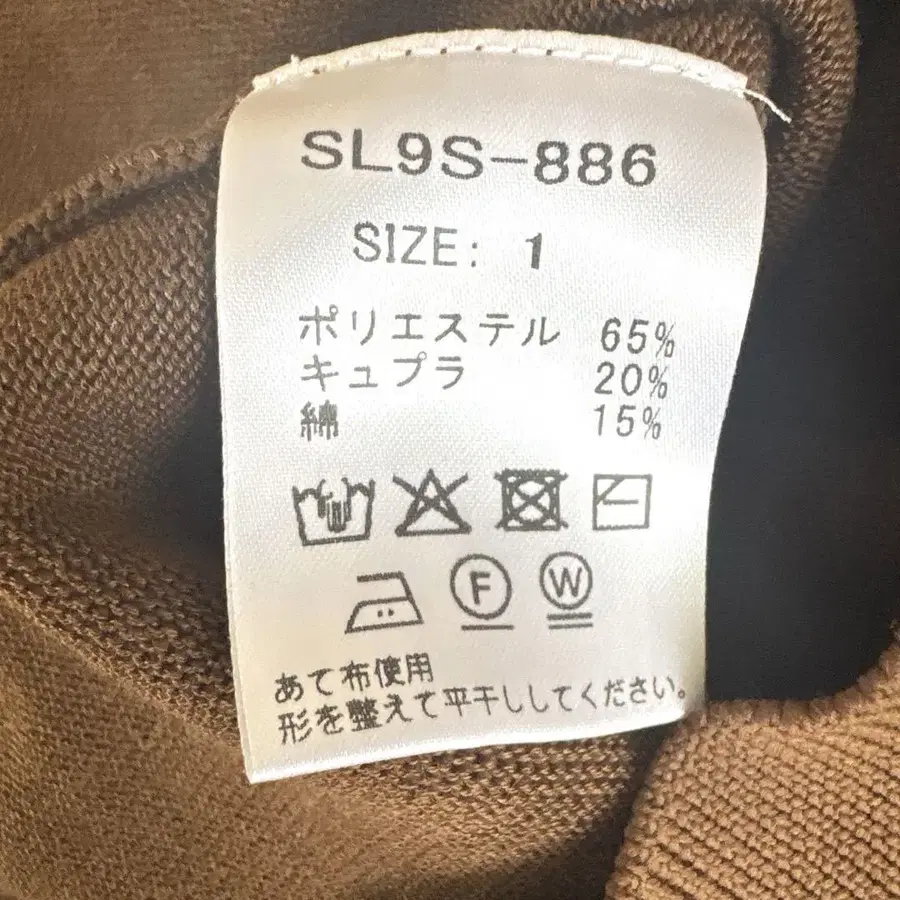 SL9S-886
SIZE: 1
ポリエステル 65%
キュプラ 20%
綿 15%
F W
あて布使用
形を整えて平干ししてください。